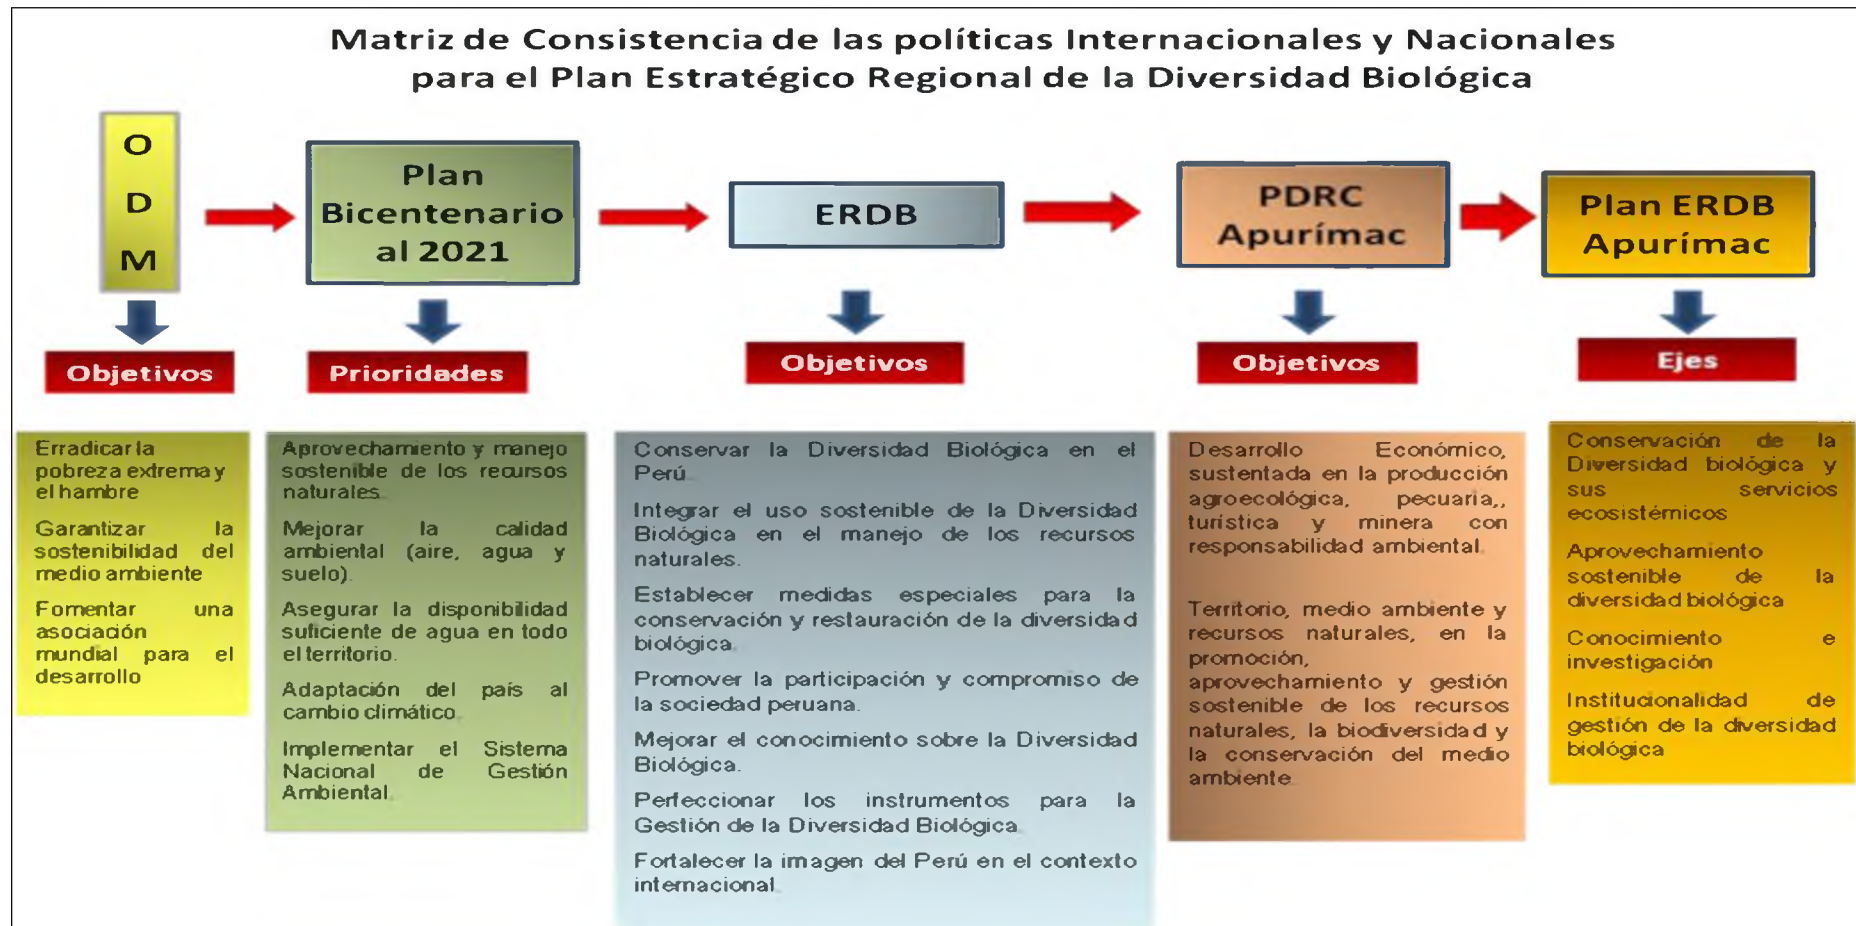 Matriz de Consistencia de las políticas Internacionales y Nacionales
para el Plan Estratégico Regional de la Diversidad Biológica
O
D
M
Plan
Bicentenario
al 2021
ERDB
PDRC
Apurímac
Plan ERDB
Apurímac
Objetivos
Prioridades
Objetivos
Objetivos
Ejes
Erradicar la
pobreza extrema y
el hambre
Garantizar la
sostenibilidad del
medio ambiente
Fomentar una
asociación
mundial para el
desarrollo
Aprovechamiento y manejo
sostenible de los recursos
naturales.
Mejorar la calidad
ambiental (aire, agua y
suelo).
Asegurar la disponibilidad
suficiente de agua en todo
el territorio.
Adaptación del país al
cambio climático.
Implementar el Sistema
Nacional de Gestión
Ambiental.
Conservar la Diversidad Biológica en el
Perú.
Integrar el uso sostenible de la Diversidad
Biológica en el manejo de los recursos
naturales.
Establecer medidas especiales para la
conservación y restauración de la diversidad
biológica.
Promover la participación y compromiso de
la sociedad peruana.
Mejorar el conocimiento sobre la Diversidad
Biológica.
Perfeccionar los instrumentos para la
Gestión de la Diversidad Biológica.
Fortalecer la imagen del Perú en el contexto
internacional.
Desarrollo Económico,
sustentada en la producción
agroecológica, pecuaria,,
turística y minera con
responsabilidad ambiental.
Territorio, medio ambiente y
recursos naturales, en la
promoción,
aprovechamiento y gestión
sostenible de los recursos
naturales, la biodiversidad y
la conservación del medio
ambiente.
Conservación de la
Diversidad biológica y
sus servicios
ecosistémicos
Aprovechamiento
sostenible de la
diversidad biológica
Conocimiento e
investigación
Institucionalidad de
gestión de la diversidad
biológica